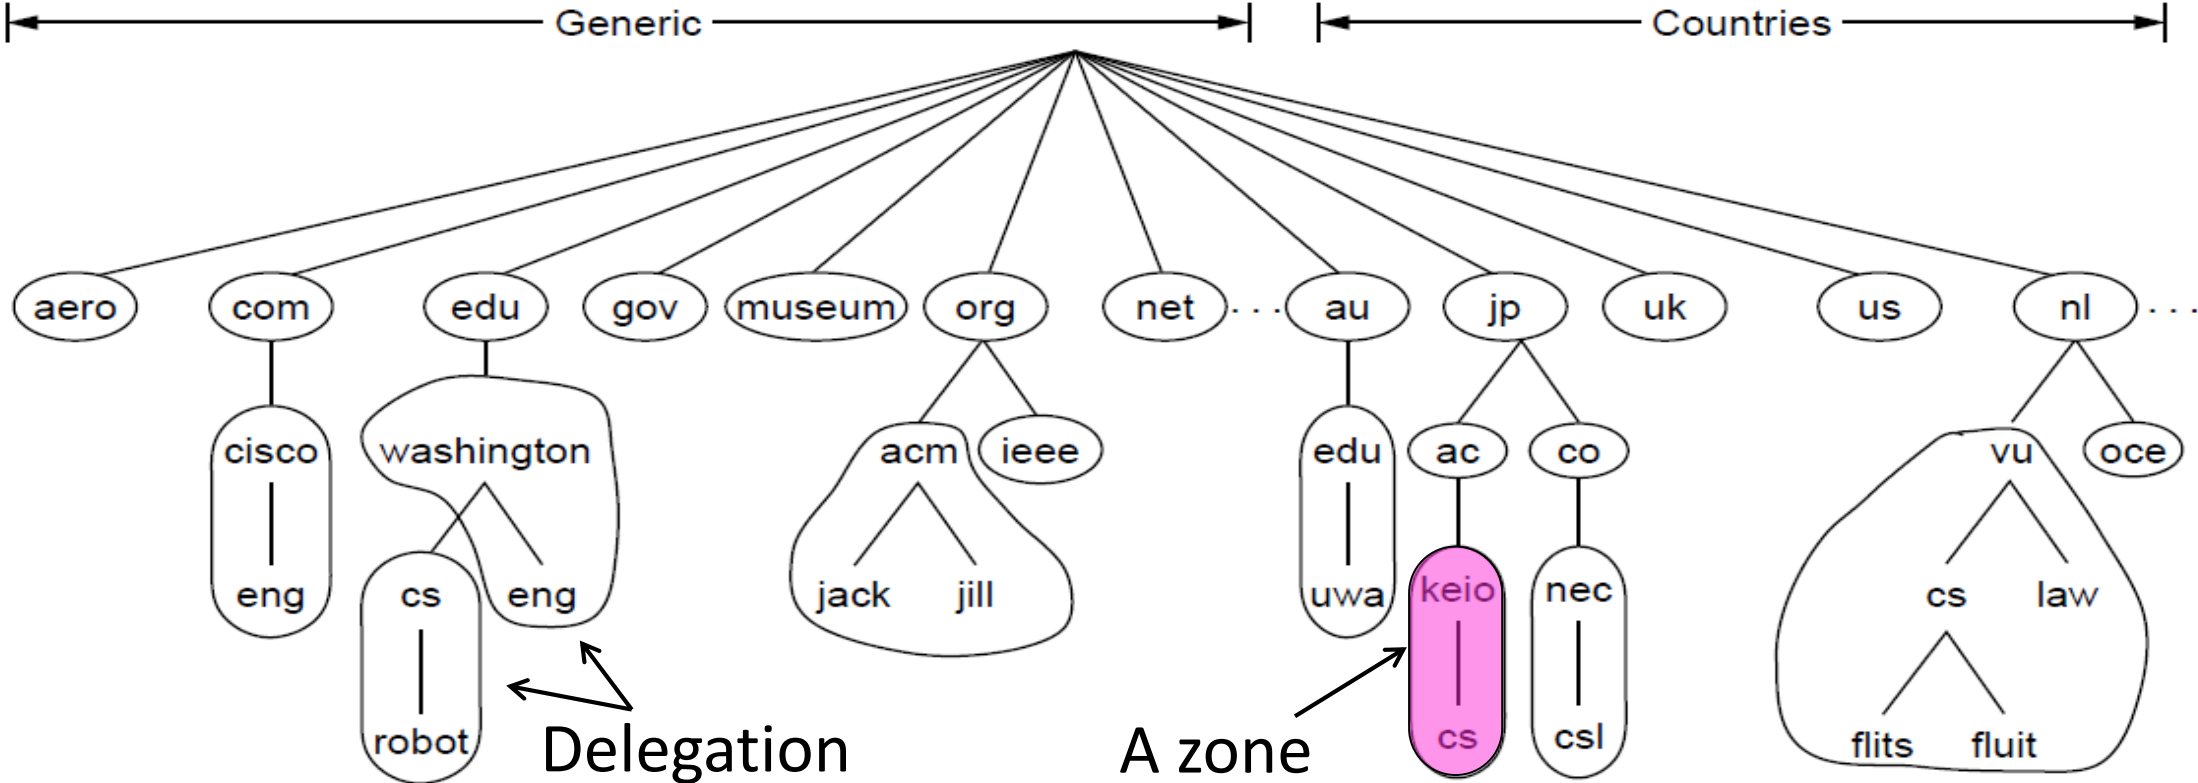 Generic Countries
aero com edu gov museum org net . . . au jp uk us nl . . .
cisco washington acm ieee edu ac co vu oce
eng cs eng jack jill uwa keio nec cs law
robot cs csl flits fluit
Delegation A zone